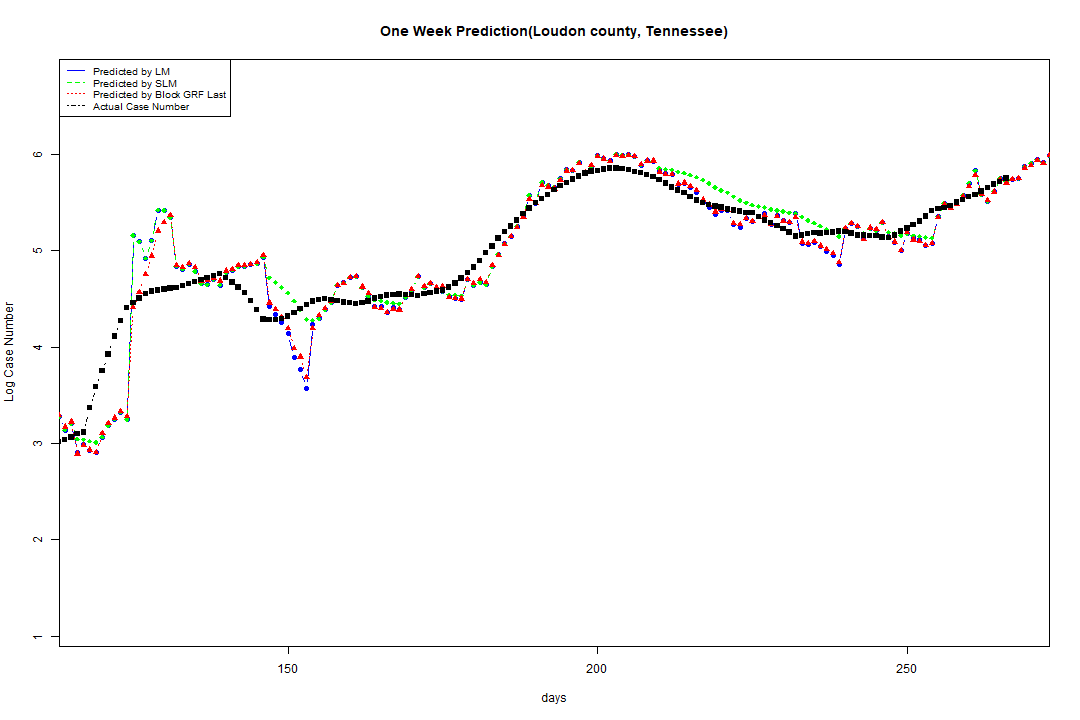 One Week Prediction(Loudon county, Tennessee)
Predicted by LM
Predicted by SLM
Predicted by Block GRF Last
Actual Case Number
6
5
4
3
2
1
Log Case Number
150
200
250
days